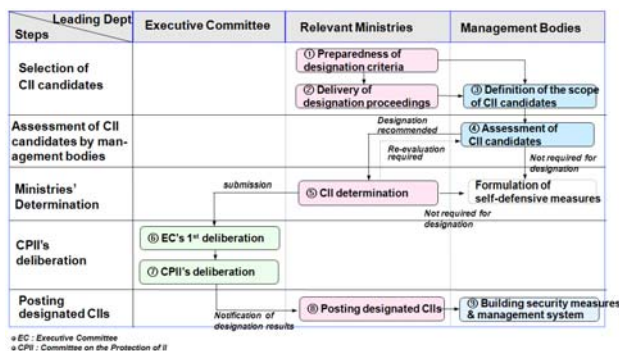 Leading Dept
Steps
Executive Committee
Relevant Ministries
Management Bodies
Selection of
CII candidates
① Preparedness of
designation criteria
② Delivery of
designation proceedings
③ Definition of the scope
of CII candidates
Assessment of CII
candidates by man-
agement bodies
Designation
recommended
④ Assessment of
CII candidates
Re-evaluation
required
Not required for
designation
Ministries'
Determination
submission
⑤ CII determination
Formulation of
self-defensive measures
Not required for
designation
CPII's
deliberation
⑥ EC's 1st deliberation
⑦ CPII's deliberation
Posting
designated CIIs
Notification of
designation results
⑧ Posting designated CIIs
⑨ Building security measures
& management system
EC : Executive Committee
CPII : Committee on the Protection of II